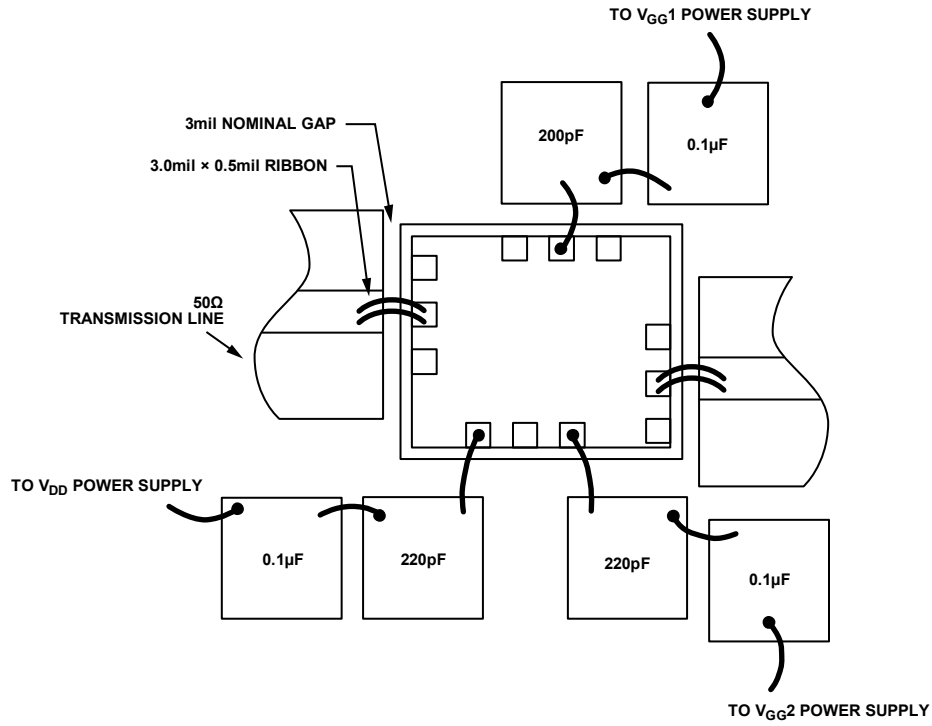 TO VGG1 POWER SUPPLY
3mil NOMINAL GAP
200pF
0.1µF
3.0mil × 0.5mil RIBBON
50Ω
TRANSMISSION LINE
TO VDD POWER SUPPLY
0.1µF
220pF
220pF
0.1µF
TO VGG2 POWER SUPPLY